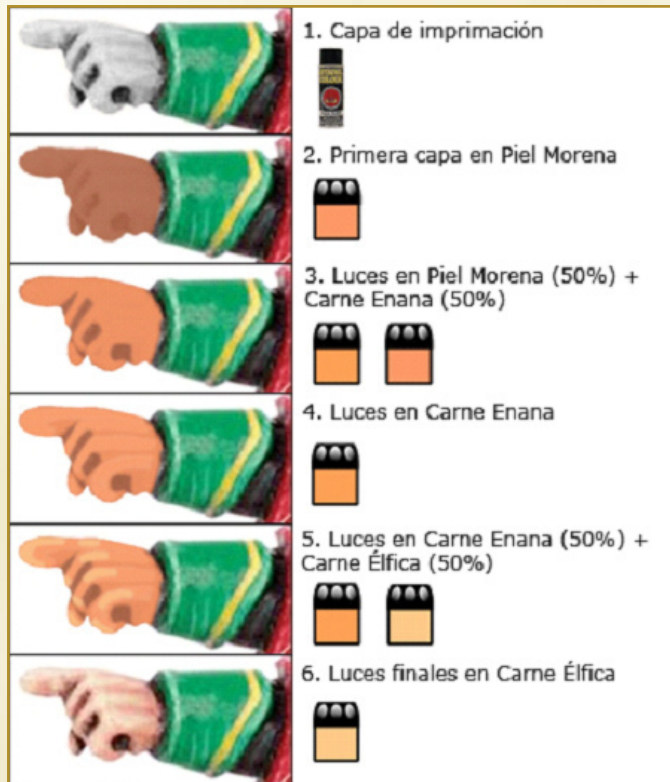 1. Capa de imprimación
2. Primera capa en Piel Morena
3. Luces en Piel Morena (50%) +
Carne Enana (50%)
4. Luces en Carne Enana
5. Luces en Carne Enana (50%) +
Carne Élfica (50%)
6. Luces finales en Carne Élfica